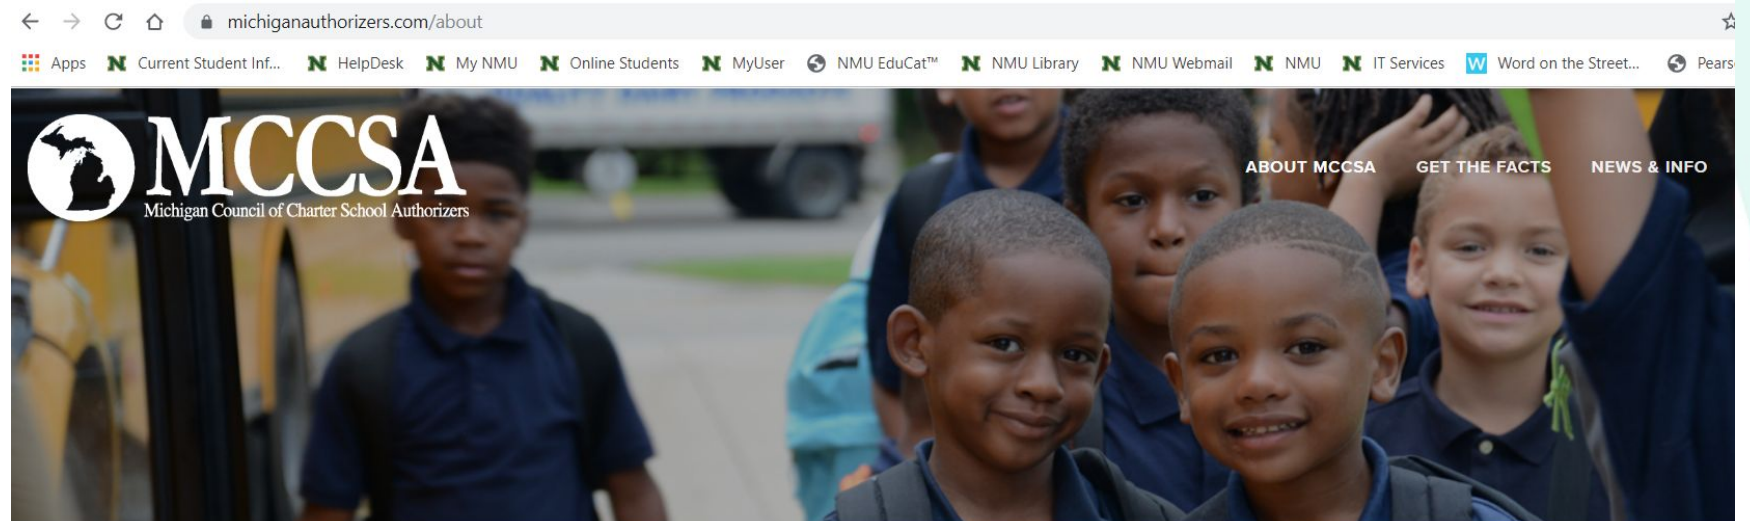 michiganauthorizers.com/about
Apps Current Student Inf... HelpDesk My NMU Online Students MyUser NMU EduCat™ NMU Library NMU Webmail NMU IT Services Word on the Street... Pears
MCCSA
Michigan Council of Charter School Authorizers
ABOUT MCCSA GET THE FACTS NEWS & INFO